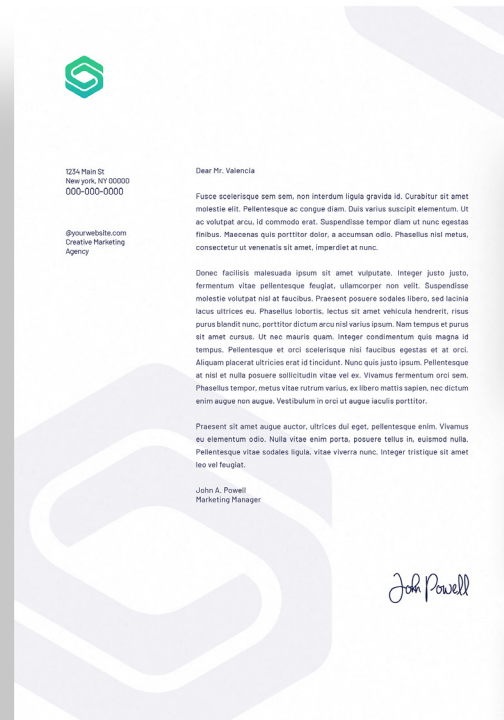 1234 Main St
New york, NY 00000
000-000-0000
@yourwebsite.com
Creative Marketing
Agency
Dear Mr. Valencia
Fusce scelerisque sem sem, non interdum ligula gravida id. Curabitur sit amet
molestie elit. Pellentesque ac congue diam. Duis varius suscipit elementum. Ut
ac volutpat arcu, id commodo erat. Suspendisse tempor diam ut nunc egestas
finibus. Maecenas quis porttitor dolor, a accumsan odio. Phasellus nisl metus,
consectetur ut venenatis sit amet, imperdiet at nunc.
Donec facilisis malesuada ipsum sit amet vulputate. Integer justo justo,
fermentum vitae pellentesque feugiat, ullamcorper non velit. Suspendisse
molestie volutpat nisl at faucibus. Praesent posuere sodales libero, sed lacinia
lacus ultrices eu. Phasellus lobortis, lectus sit amet vehicula hendrerit, risus
purus blandit nunc, porttitor dictum arcu nisl varius ipsum. Nam tempus et purus
sit amet cursus. Ut nec mauris quam. Integer condimentum quis magna id
tempus. Pellentesque et orci scelerisque nisi faucibus egestas et at orci.
Aliquam placerat ultricies erat id tincidunt. Nunc quis justo ipsum. Pellentesque
at nisl et nulla posuere sollicitudin vitae vel ex. Vivamus fermentum orci sem.
Phasellus tempor, metus vitae rutrum varius, ex libero mattis sapien, nec dictum
enim augue non augue. Vestibulum in orci ut augue iaculis porttitor.
Praesent sit amet augue auctor, ultrices dui eget, pellentesque enim. Vivamus
eu elementum odio. Nulla vitae enim porta, posuere tellus in, euismod nulla.
Pellentesque vitae sodales ligula, vitae viverra nunc. Integer tristique sit amet
leo vel feugiat.
John A. Powell
Marketing Manager
John Powell